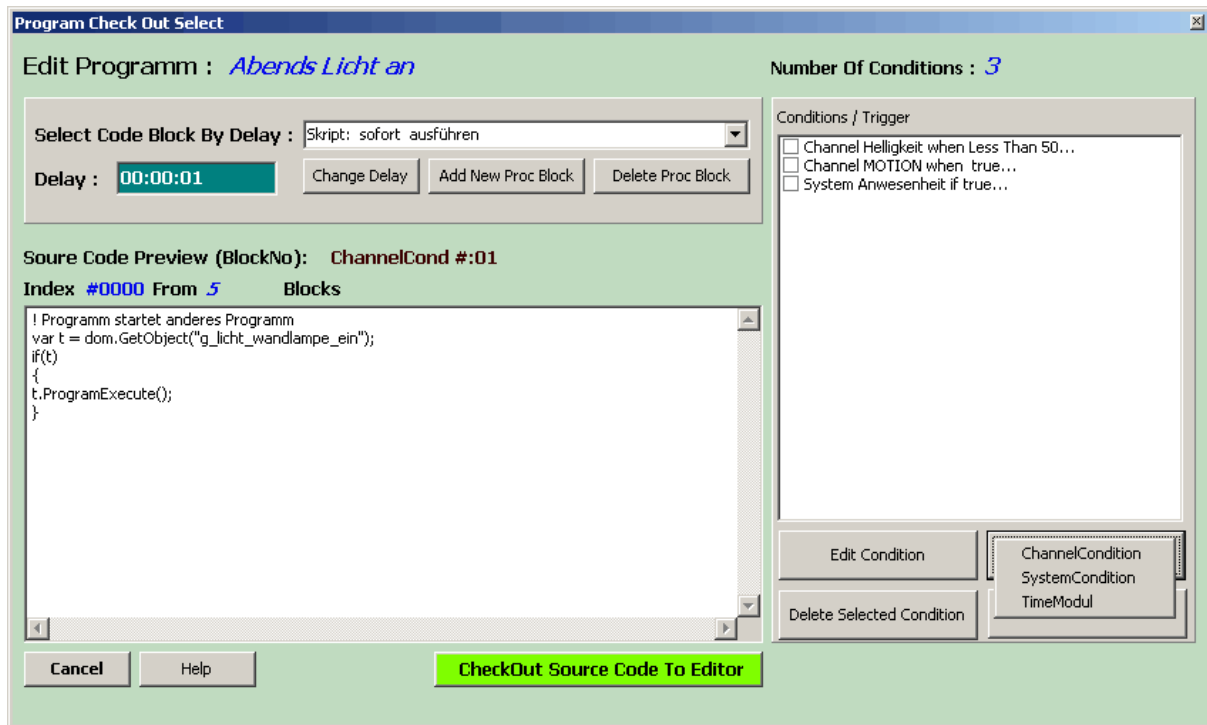 Program Check Out Select
Edit Programm : Abends Licht an
Number Of Conditions : 3
Select Code Block By Delay : Skript: sofort ausführen
Delay : 00:00:01
Change Delay
Add New Proc Block
Delete Proc Block
Conditions / Trigger
Channel Helligkeit when Less Than 50...
Channel MOTION when true...
System Anwesenheit if true...
Soure Code Preview (BlockNo): ChannelCond #:01
Index #0000 From 5 Blocks
! Programm startet anderes Programm
var t = dom.GetObject("g_licht_wandlampe_ein");
if(t)
{
t.ProgramExecute();
}
Edit Condition
ChannelCondition
SystemCondition
TimeModul
Delete Selected Condition
Cancel
Help
CheckOut Source Code To Editor